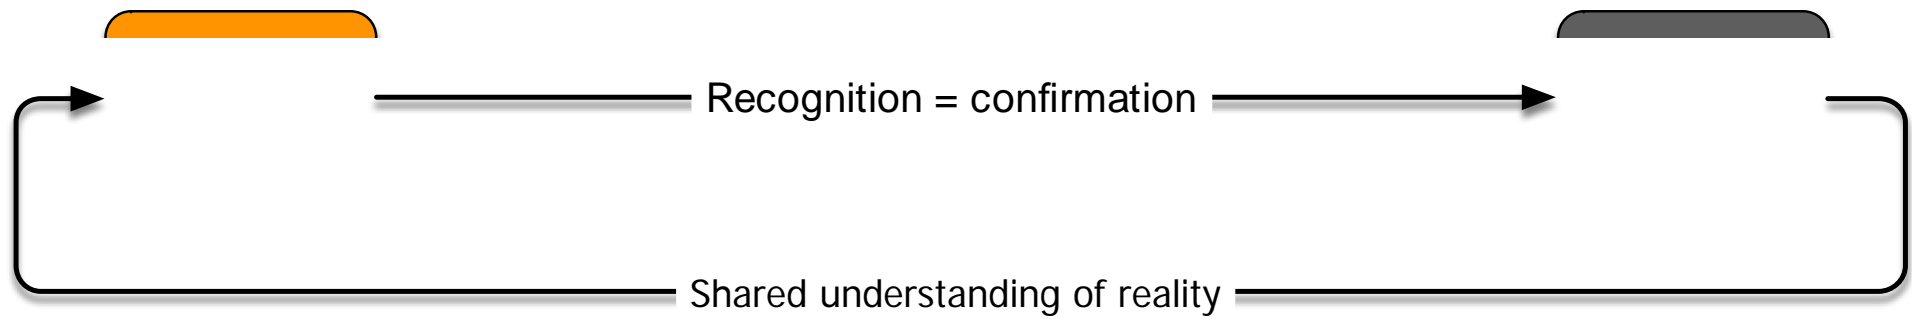 Recognition = confirmation
Shared understanding of reality